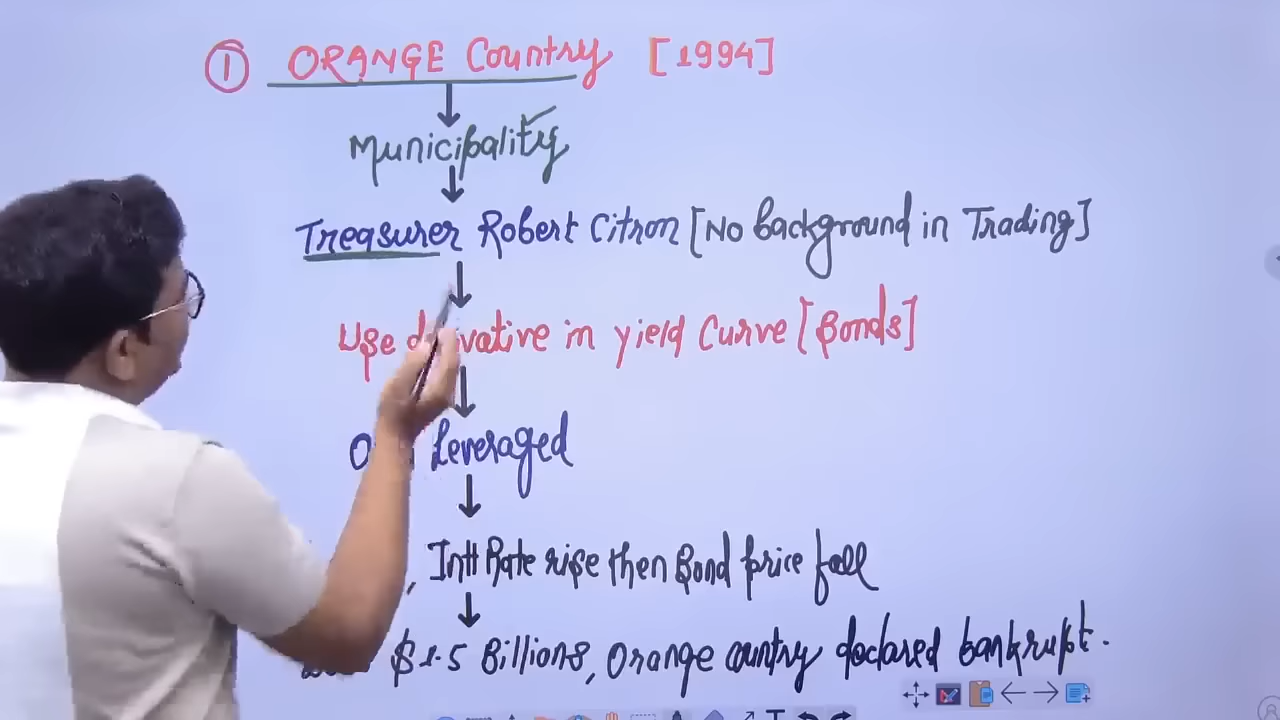 ① ORANGE Country [1994]
Municipality
Treasurer Robert Citron [No background in Trading]
Use derivative in yield Curve [Bonds]
Leveraged
Intt Rate rise then Bond price fall
$1.5 Billions, Orange country declared bankrupt.